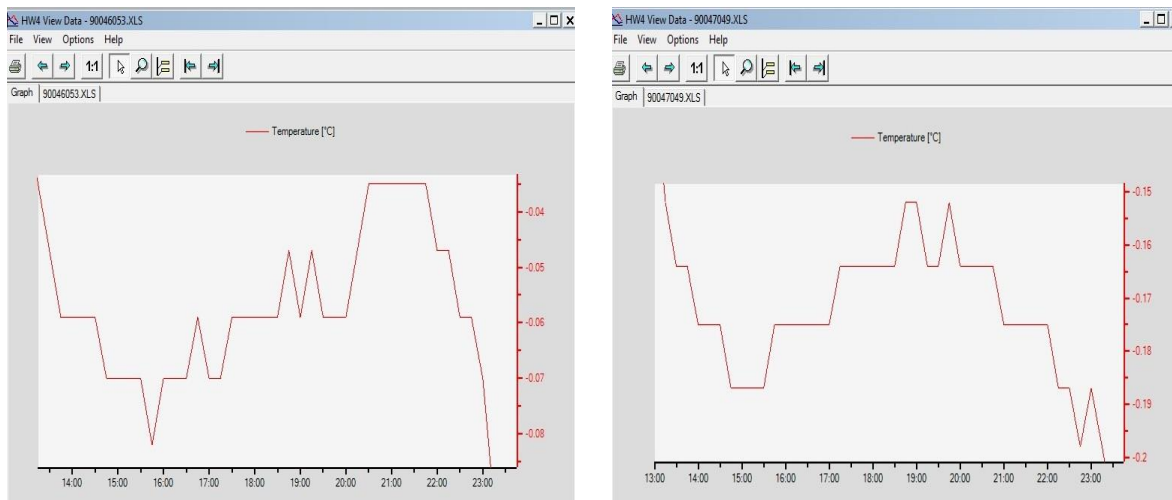 HW4 View Data - 90046053.XLS
File View Options Help
1:1
Graph 90046053.XLS
Temperature [°C]
-0.04
-0.05
-0.06
-0.07
-0.08
14:00 15:00 16:00 17:00 18:00 19:00 20:00 21:00 22:00 23:00
HW4 View Data - 90047049.XLS
File View Options Help
1:1
Graph 90047049.XLS
Temperature [°C]
-0.15
-0.16
-0.17
-0.18
-0.19
-0.2
13:00 14:00 15:00 16:00 17:00 18:00 19:00 20:00 21:00 22:00 23:00